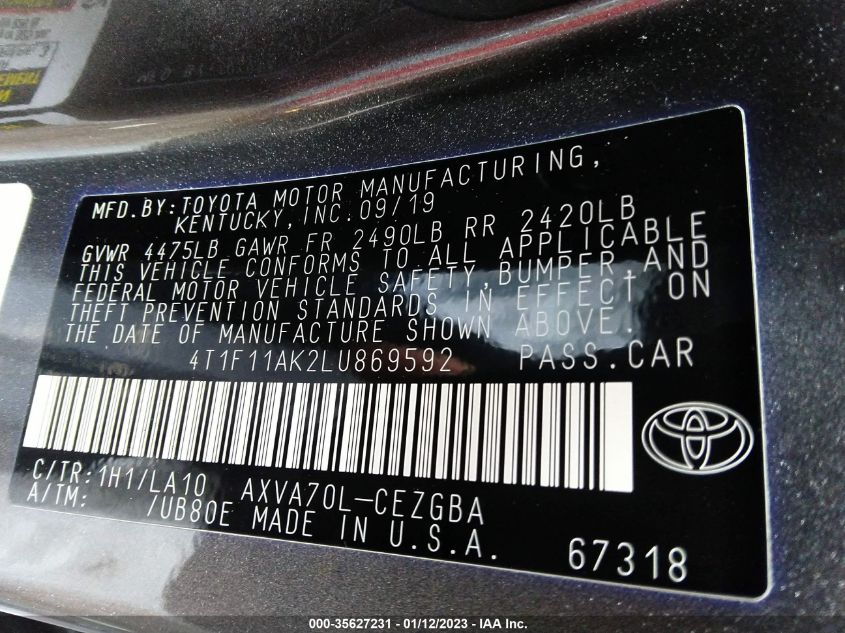 MFD.BY:TOYOTA MOTOR MANUFACTURING,
KENTUCKY,INC.09/19
GVWR 4475LB GAWR FR 2490LB RR 2420LB
THIS VEHICLE CONFORMS TO ALL APPLICABLE
FEDERAL MOTOR VEHICLE SAFETY,BUMPER,AND
THEFT PREVENTION STANDARDS IN EFFECT ON
THE DATE OF MANUFACTURE SHOWN ABOVE.
4T1F11AK2LU869592 PASS.CAR
C/TR:1H1/LA10 AXVA70L-CEZGBA
A/TM: /UB80E MADE IN U.S.A.
67318
000-35627231 - 01/12/2023 - IAA Inc.